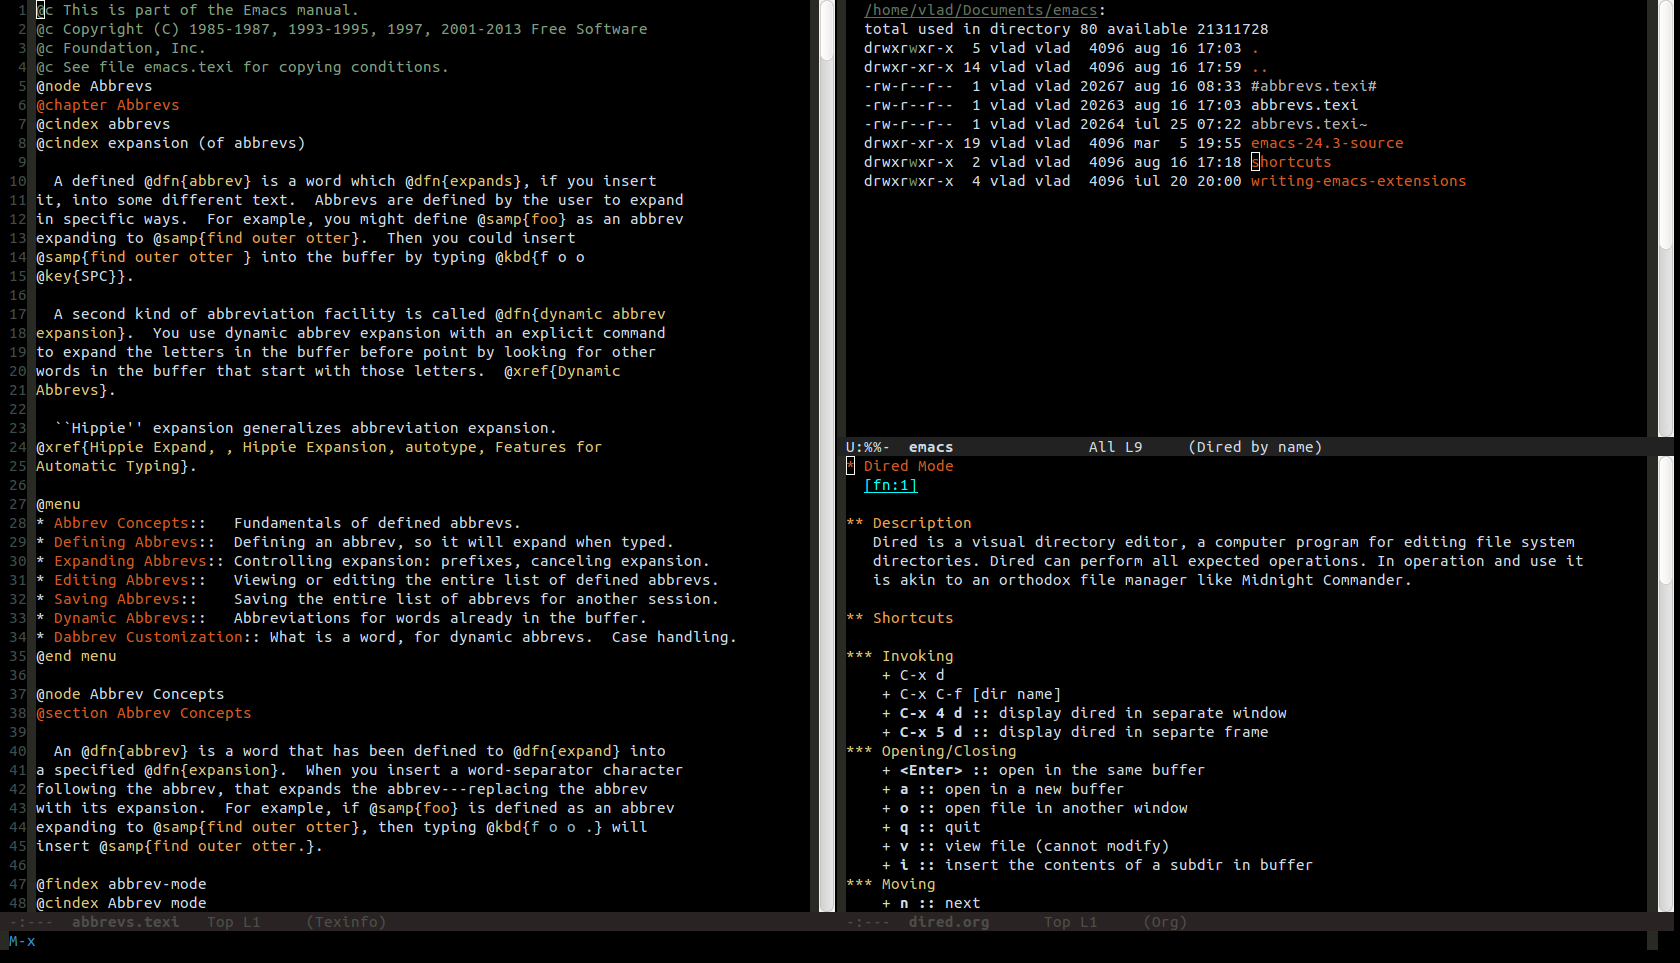 1 @c This is part of the Emacs manual.
2 @c Copyright (C) 1985-1987, 1993-1995, 1997, 2001-2013 Free Software
3 @c Foundation, Inc.
4 @c See file emacs.texi for copying conditions.
5 @node Abbrevs
6 @chapter Abbrevs
7 @cindex abbrevs
8 @cindex expansion (of abbrevs)
9
10   A defined @dfn{abbrev} is a word which @dfn{expands}, if you insert
11 it, into some different text.  Abbrevs are defined by the user to expand
12 in specific ways.  For example, you might define @samp{foo} as an abbrev
13 expanding to @samp{find outer otter}.  Then you could insert
14 @samp{find outer otter } into the buffer by typing @kbd{f o o
15 @key{SPC}}.
16
17   A second kind of abbreviation facility is called @dfn{dynamic abbrev
18 expansion}.  You use dynamic abbrev expansion with an explicit command
19 to expand the letters in the buffer before point by looking for other
20 words in the buffer that start with those letters.  @xref{Dynamic
21 Abbrevs}.
22
23   ``Hippie'' expansion generalizes abbreviation expansion.
24 @xref{Hippie Expand, , Hippie Expansion, autotype, Features for
25 Automatic Typing}.
26
27 @menu
28 * Abbrev Concepts::   Fundamentals of defined abbrevs.
29 * Defining Abbrevs::  Defining an abbrev, so it will expand when typed.
30 * Expanding Abbrevs:: Controlling expansion: prefixes, canceling expansion.
31 * Editing Abbrevs::   Viewing or editing the entire list of defined abbrevs.
32 * Saving Abbrevs::    Saving the entire list of abbrevs for another session.
33 * Dynamic Abbrevs::   Abbreviations for words already in the buffer.
34 * Dabbrev Customization:: What is a word, for dynamic abbrevs.  Case handling.
35 @end menu
36
37 @node Abbrev Concepts
38 @section Abbrev Concepts
39
40   An @dfn{abbrev} is a word that has been defined to @dfn{expand} into
41 a specified @dfn{expansion}.  When you insert a word-separator character
42 following the abbrev, that expands the abbrev---replacing the abbrev
43 with its expansion.  For example, if @samp{foo} is defined as an abbrev
44 expanding to @samp{find outer otter}, then typing @kbd{f o o .} will
45 insert @samp{find outer otter.}.
46
47 @findex abbrev-mode
48 @cindex Abbrev mode
-:---  abbrevs.texi   Top L1     (Texinfo)
/home/vlad/Documents/emacs:
total used in directory 80 available 21311728
drwxrwxr-x  5 vlad vlad  4096 aug 16 17:03 .
drwxr-xr-x 14 vlad vlad  4096 aug 16 17:59 ..
-rw-r--r--  1 vlad vlad 20267 aug 16 08:33 #abbrevs.texi#
-rw-r--r--  1 vlad vlad 20263 aug 16 17:03 abbrevs.texi
-rw-r--r--  1 vlad vlad 20264 iul 25 07:22 abbrevs.texi~
drwxr-xr-x 19 vlad vlad  4096 mar  5 19:55 emacs-24.3-source
drwxrwxr-x  2 vlad vlad  4096 aug 16 17:18 shortcuts
drwxrwxr-x  4 vlad vlad  4096 iul 20 20:00 writing-emacs-extensions
U:%%-  emacs               All L9     (Dired by name)
* Dired Mode
[fn:1]

** Description
Dired is a visual directory editor, a computer program for editing file system
directories. Dired can perform all expected operations. In operation and use it
is akin to an orthodox file manager like Midnight Commander.

** Shortcuts

*** Invoking
+ C-x d
+ C-x C-f [dir name]
+ C-x 4 d :: display dired in separate window
+ C-x 5 d :: display dired in separte frame
*** Opening/Closing
+ <Enter> :: open in the same buffer
+ a :: open in a new buffer
+ o :: open file in another window
+ q :: quit
+ v :: view file (cannot modify)
+ i :: insert the contents of a subdir in buffer
*** Moving
+ n :: next
-:---  dired.org      Top L1     (Org)
M-x